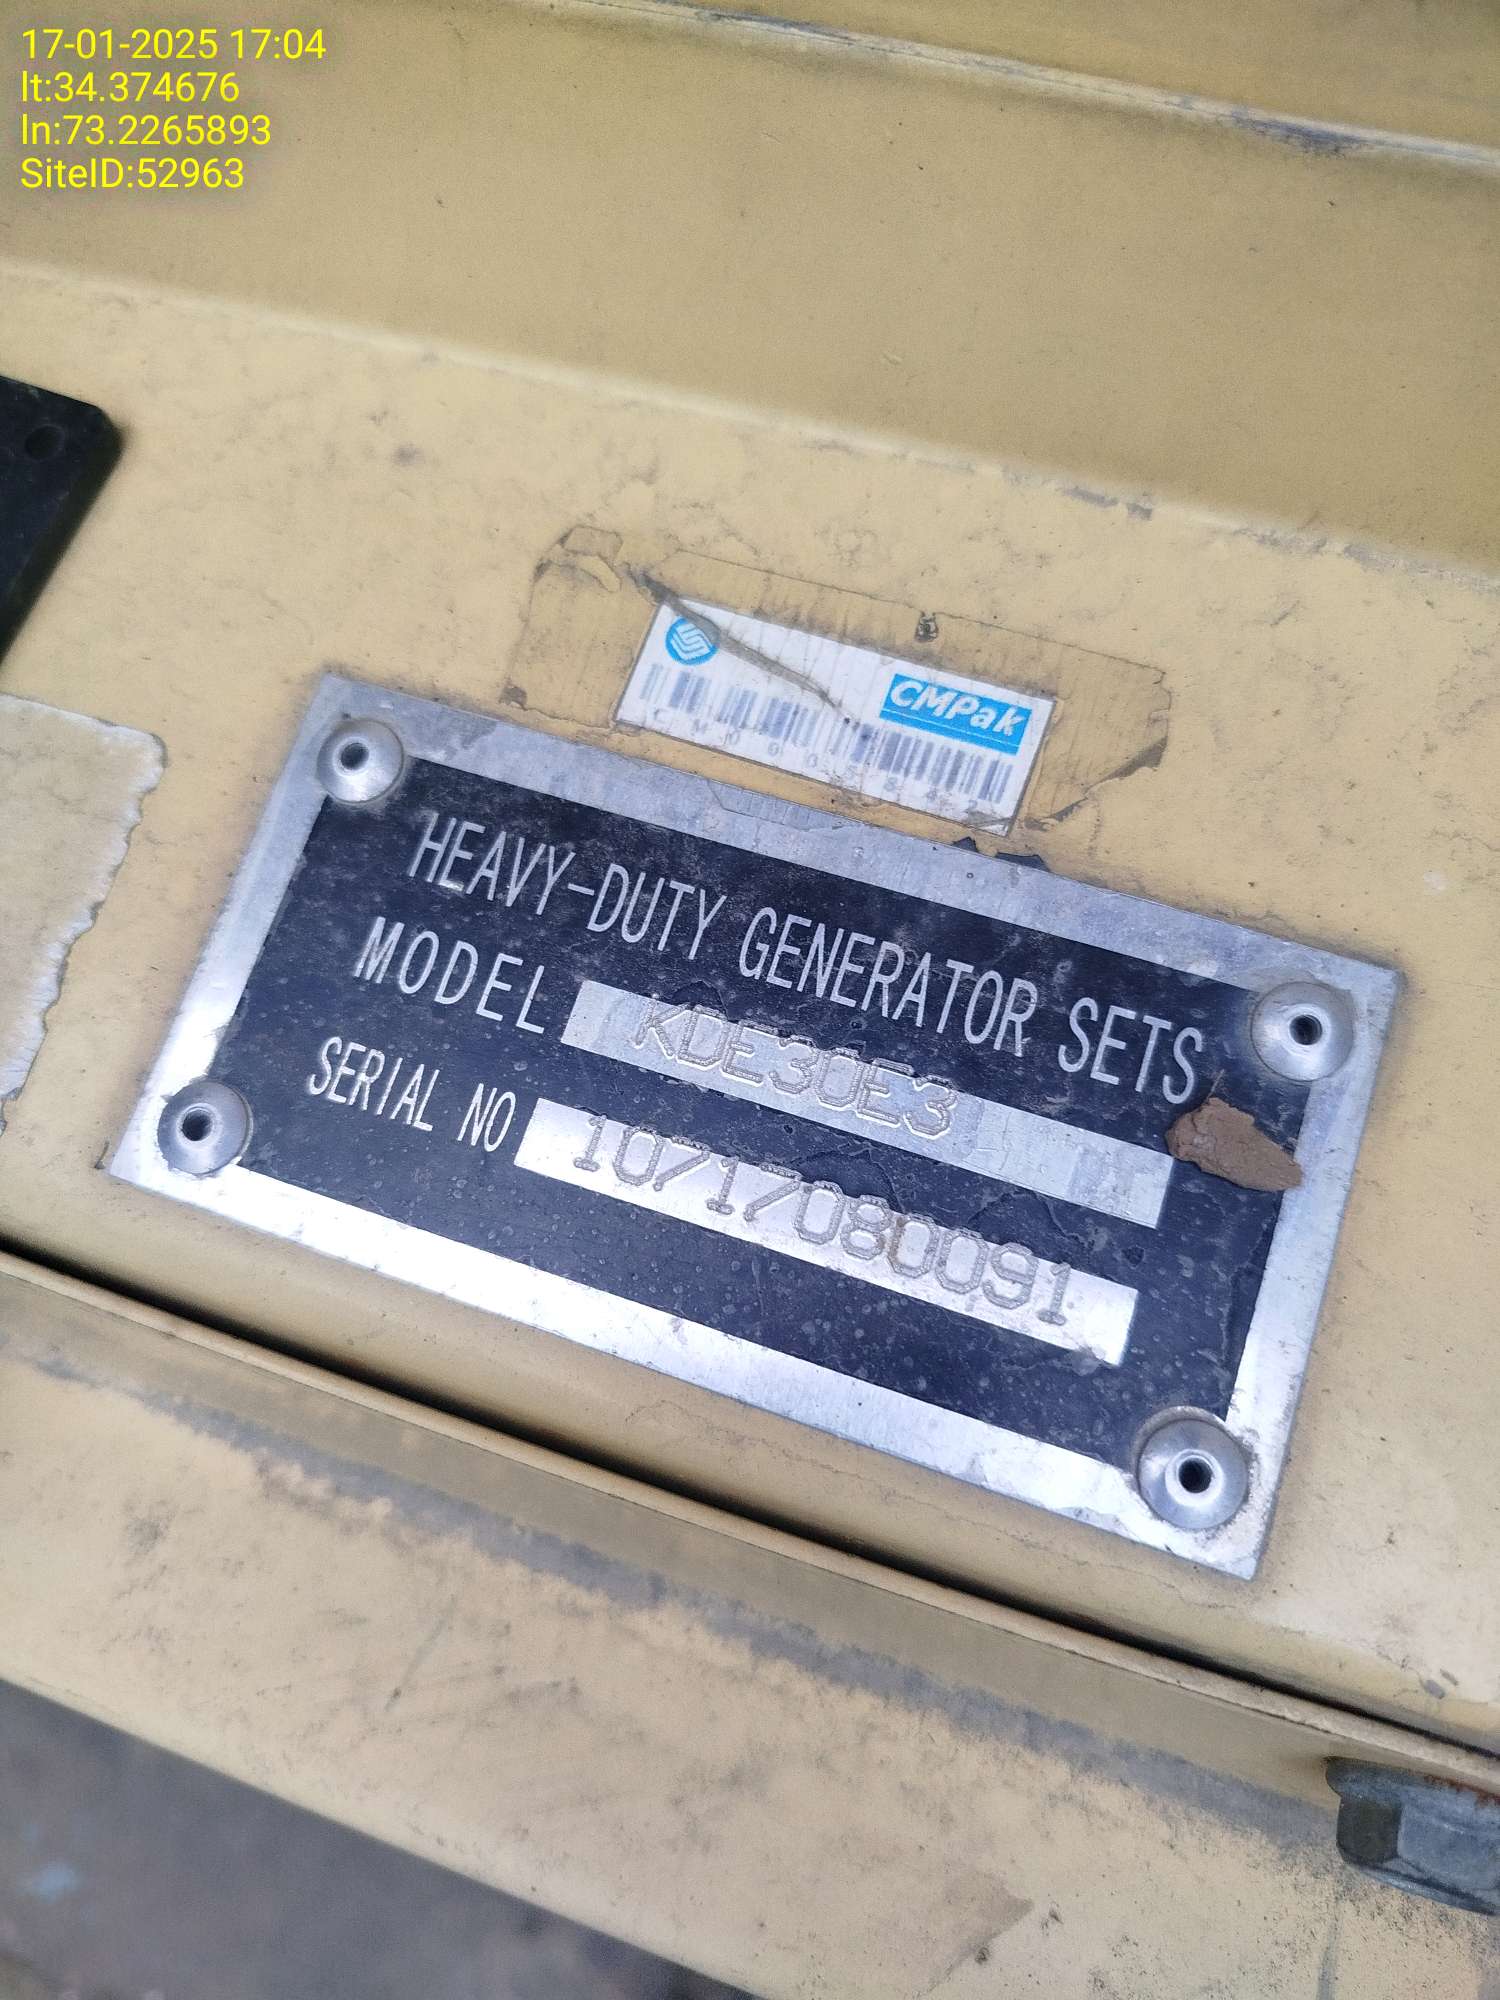 17-01-2025 17:04
lt:34.374676
ln:73.2265893
SiteID:52963
CMPak
HEAVY-DUTY GENERATOR SETS
MODEL KDE30E3
SERIAL NO 10717080091